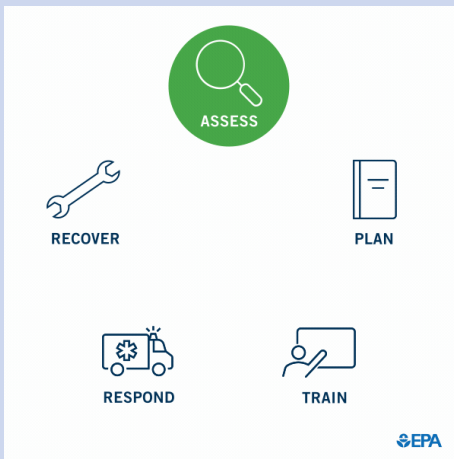 ASSESS
RECOVER
PLAN
RESPOND
TRAIN
EPA